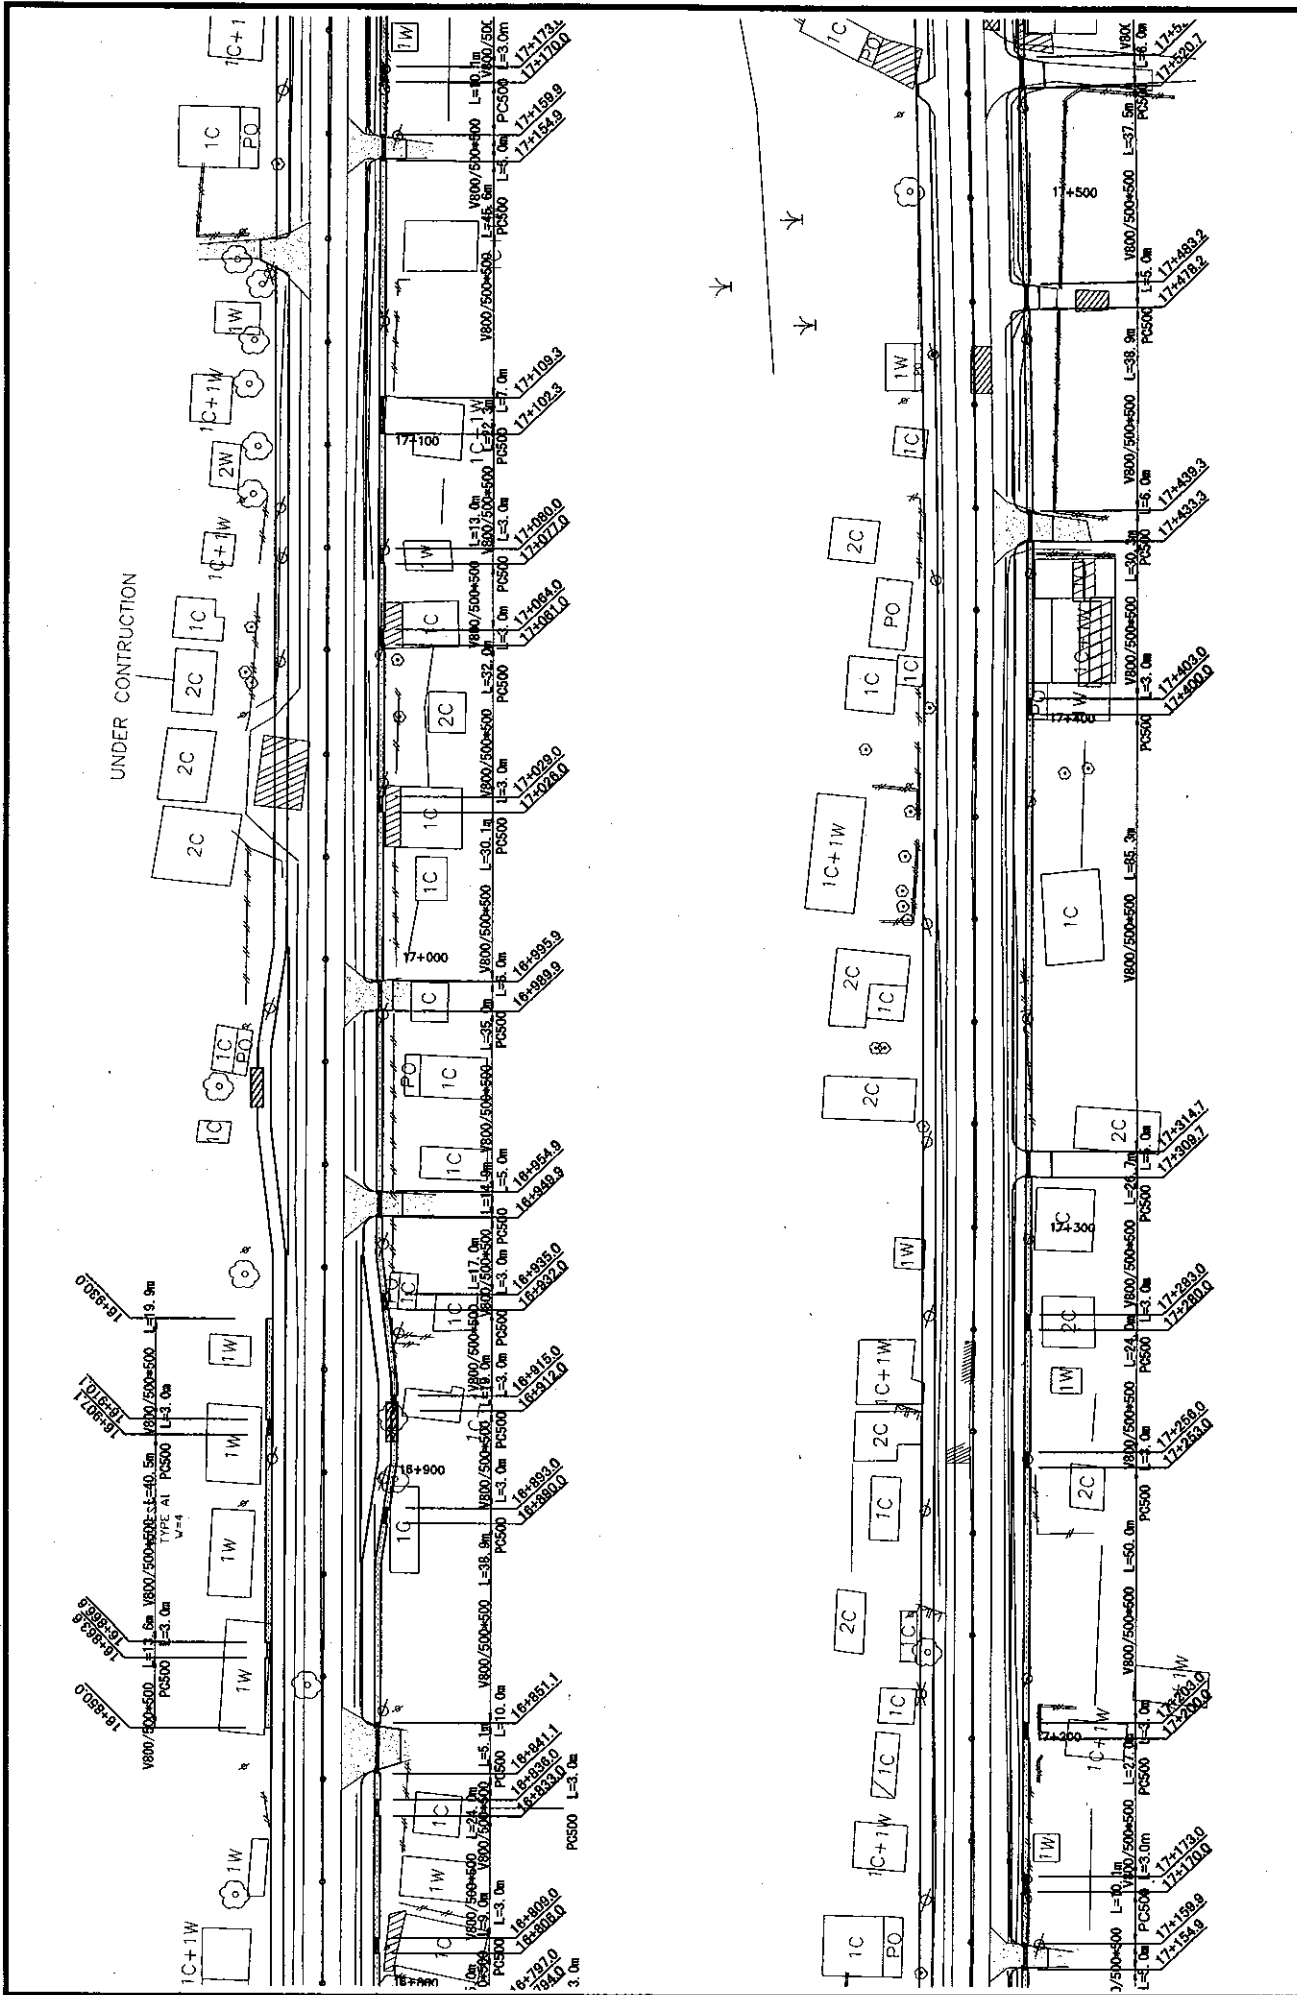 1C+1
1W
17+170.0
V800/500*500 L=10.1m
PC500 L=3.0m
17+159.9
17+154.9
1C
PO
PC500 L=5.0m
V800/500*500 L=45.6m
1W
1C+1W
17+109.3
17+102.3
PC500 L=7.0m
17+100
1C+1W
2W
V800/500*500 L=22.3m
1C+1W
17+080.0
17+077.0
PC500 L=3.0m
V800/500*500 L=13.0m
1W
UNDER CONTRUCTION
1C
1C
17+064.0
17+061.0
PC500 L=3.0m
2C
2C
V800/500*500 L=32.0m
2C
17+029.0
17+026.0
PC500 L=3.0m
2C
1C
1C
V800/500*500 L=30.1m
17+000
16+995.9
16+989.9
PC500 L=6.0m
1C
1C
PO
PO
1C
V800/500*500 L=35.0m
1C
1C
16+954.9
16+949.9
PC500 L=5.0m
V800/500*500 L=14.9m
16+935.0
16+932.0
PC500 L=3.0m
1C
1C
V800/500*500 L=17.0m
16+930.0
V800/500*500 L=19.9m
1W
16+915.0
16+912.0
PC500 L=3.0m
V800/500*500 L=19.0m
16+910.1
16+907.1
PC500 L=3.0m
1W
16+900
V800/500*500 L=40.5m
TYPE A1
W=4
16+893.0
16+890.0
PC500 L=3.0m
1W
1C
V800/500*500 L=38.9m
16+866.6
16+863.6
PC500 L=3.0m
1W
V800/500*500 L=13.6m
16+850.0
16+851.1
16+841.1
PC500 L=10.0m
V800/500*500 L=5.1m
16+836.0
16+833.0
PC500 L=3.0m
1C
V800/500*500 L=24.0m
1W
1W
16+809.0
16+806.0
PC500 L=3.0m
V800/500*500 L=9.0m
1C+1W
1C
16+800
16+797.0
3.0m
1C
PO
17+520.7
PC500 L=6.0m
V800/500*500 L=37.5m
17+500
17+483.2
17+478.2
PC500 L=5.0m
1W
PO
1C
V800/500*500 L=38.9m
17+439.3
17+433.3
PC500 L=6.0m
2C
PO
V800/500*500 L=30.3m
1C
1C
17+403.0
17+400.0
PC500 L=3.0m
17+400
1C+1W
V800/500*500 L=85.3m
1C
2C
1C
2C
2C
17+314.7
17+309.7
PC500 L=5.0m
V800/500*500 L=26.7m
1C
17+300
1W
17+283.0
17+280.0
PC500 L=3.0m
2C
V800/500*500 L=24.0m
1C+1W
1W
2C
17+256.0
17+253.0
PC500 L=3.0m
1C
2C
V800/500*500 L=50.0m
2C
1C
17+203.0
17+200.0
PC500 L=3.0m
17+200
1C
1C+1W
1C
V800/500*500 L=27.0m
1C+1W
1W
17+173.0
17+170.0
PC500 L=3.0m
L=10.1m
17+159.9
17+154.9
L=5.0m
1C
PO